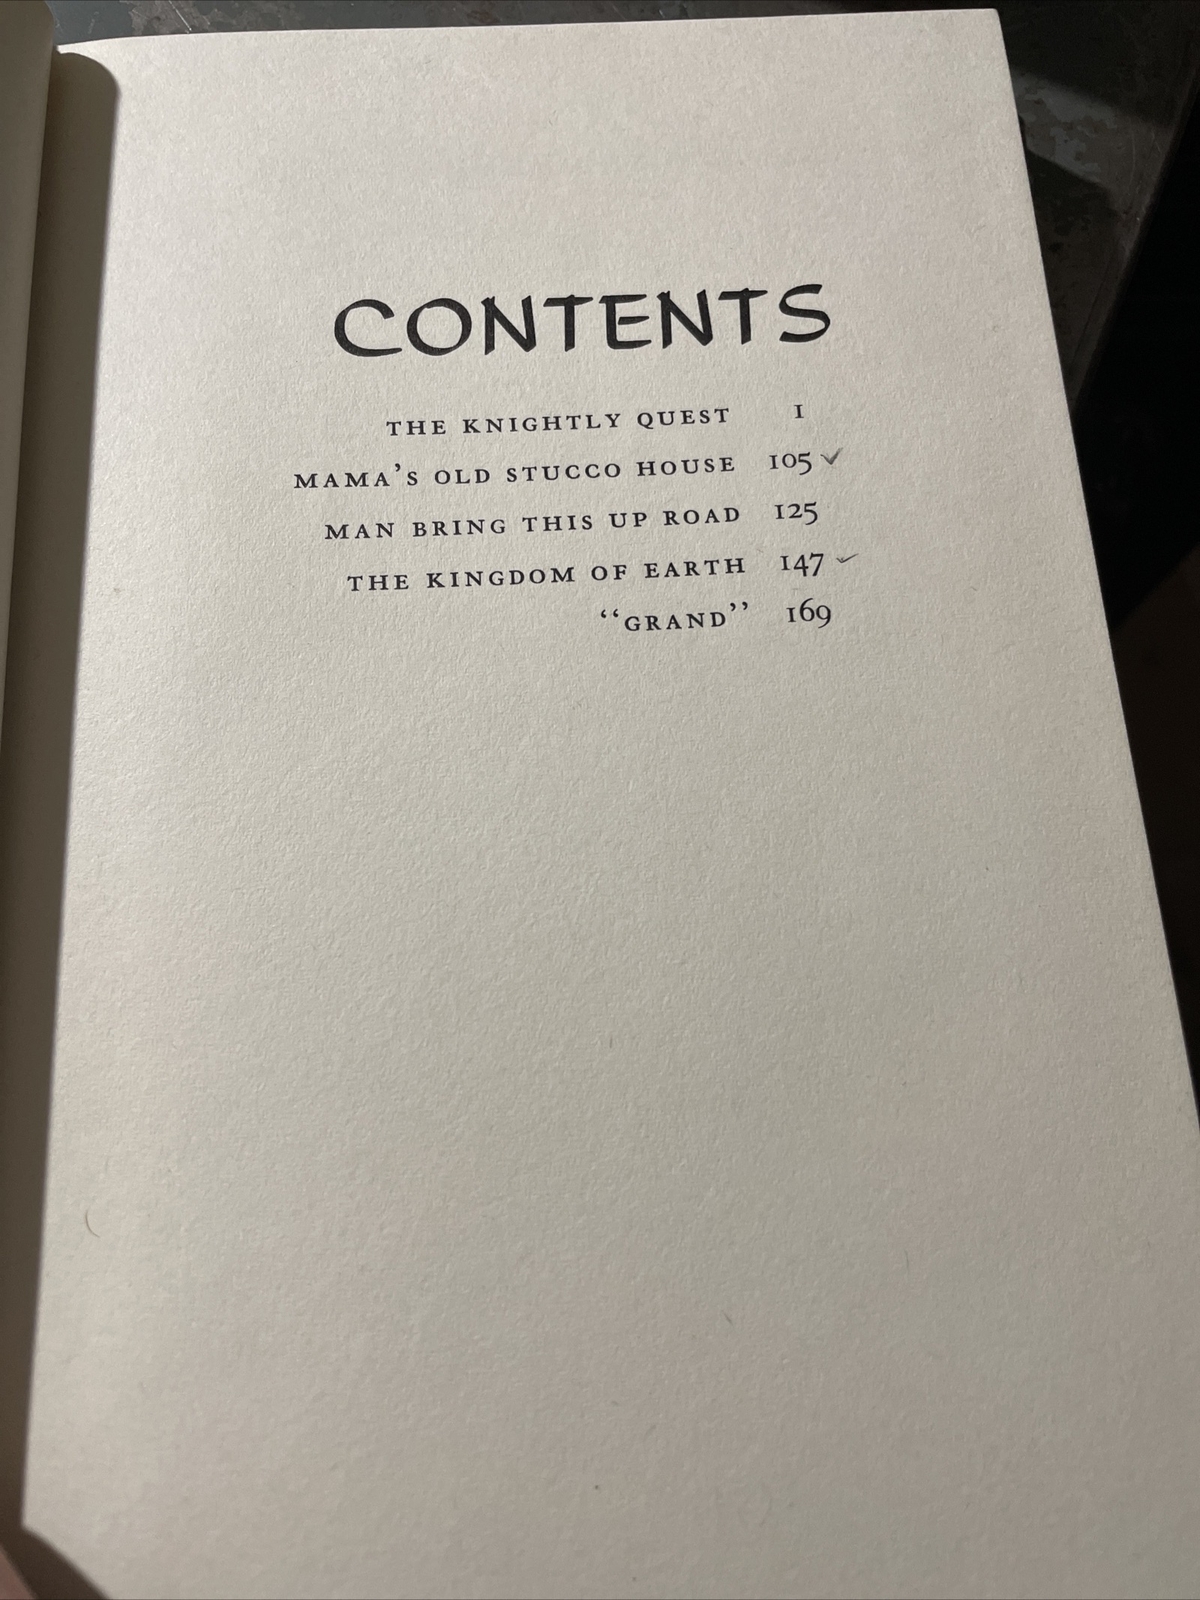 CONTENTS
THE KNIGHTLY QUEST 1
MAMA’S OLD STUCCO HOUSE 105 ✓
MAN BRING THIS UP ROAD 125
THE KINGDOM OF EARTH 147 ✓
“GRAND” 169